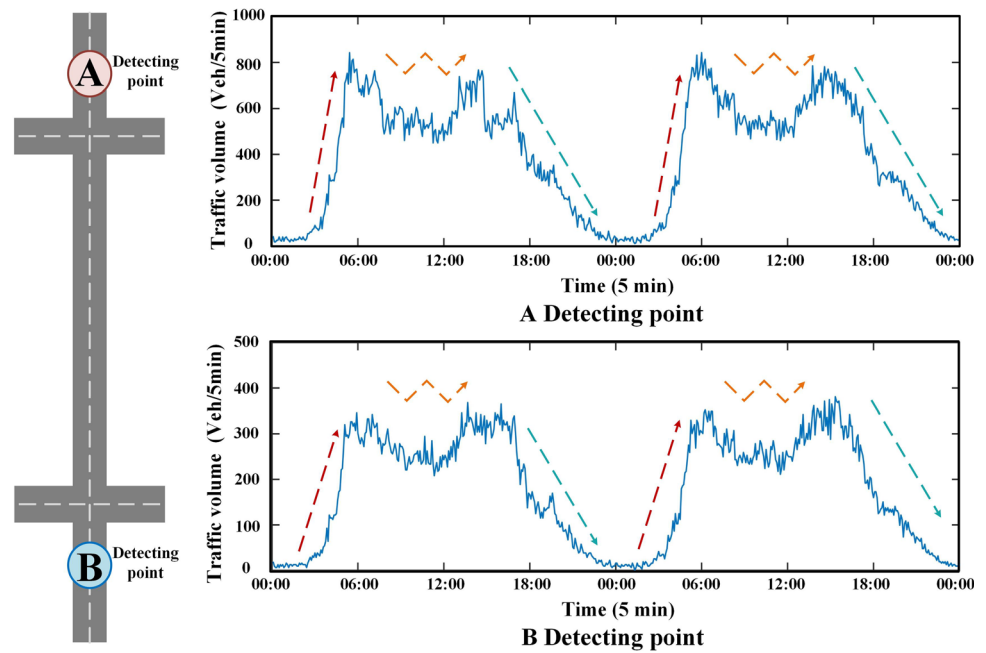 A
Detecting
point
B
Detecting
point
Traffic volume (Veh/5min)
1000
800
600
400
200
0
00:00 06:00 12:00 18:00 00:00 06:00 12:00 18:00 00:00
Time (5 min)
A Detecting point
Traffic volume (Veh/5min)
500
400
300
200
100
0
00:00 06:00 12:00 18:00 00:00 06:00 12:00 18:00 00:00
Time (5 min)
B Detecting point